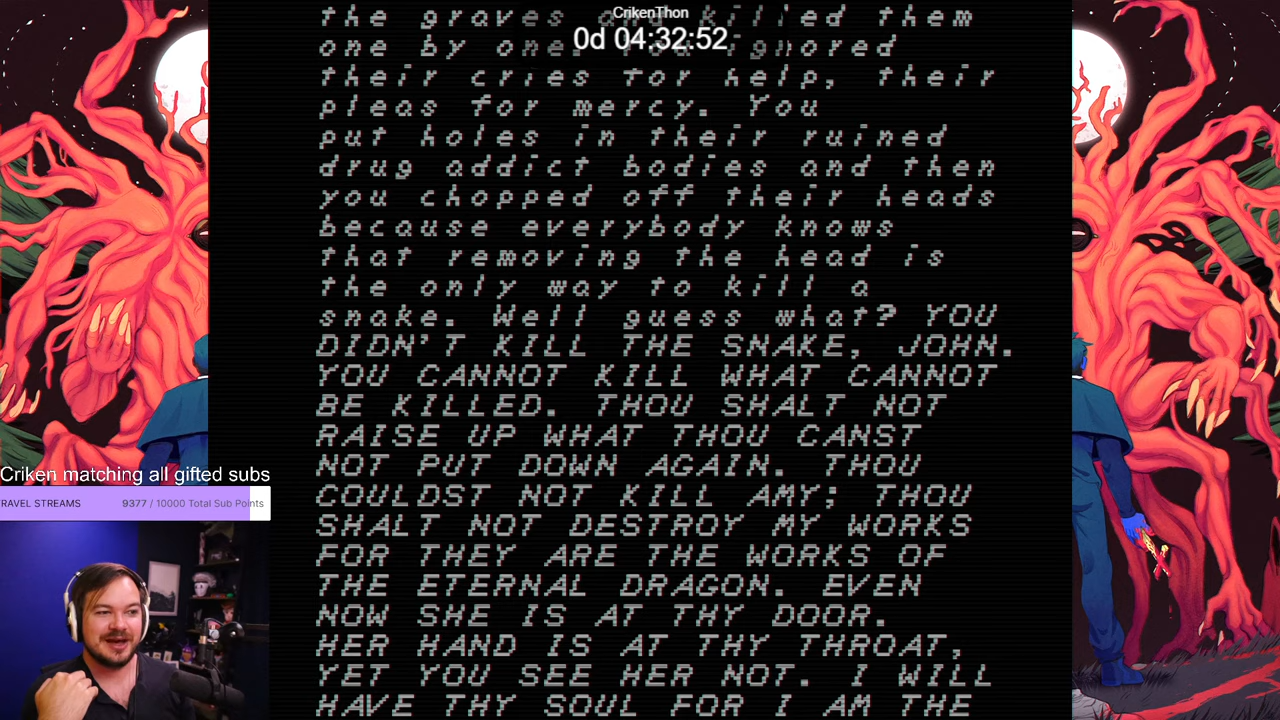 CrikenThon
0d 04:32:52
the graves and killed them
one by one. You ignored
their cries for help, their
pleas for mercy. You
put holes in their ruined
drug addict bodies and then
you chopped off their heads
because everybody knows
that removing the head is
the only way to kill a
snake. Well guess what? YOU
DIDN'T KILL THE SNAKE, JOHN.
YOU CANNOT KILL WHAT CANNOT
BE KILLED. THOU SHALT NOT
RAISE UP WHAT THOU CANST
NOT PUT DOWN AGAIN. THOU
COULDST NOT KILL AMY; THOU
SHALT NOT DESTROY MY WORKS
FOR THEY ARE THE WORKS OF
THE ETERNAL DRAGON. EVEN
NOW SHE IS AT THY DOOR.
HER HAND IS AT THY THROAT,
YET YOU SEE HER NOT. I WILL
HAVE THY SOUL FOR I AM THE
Criken matching all gifted subs
RAVEL STREAMS 9377 / 10000 Total Sub Points